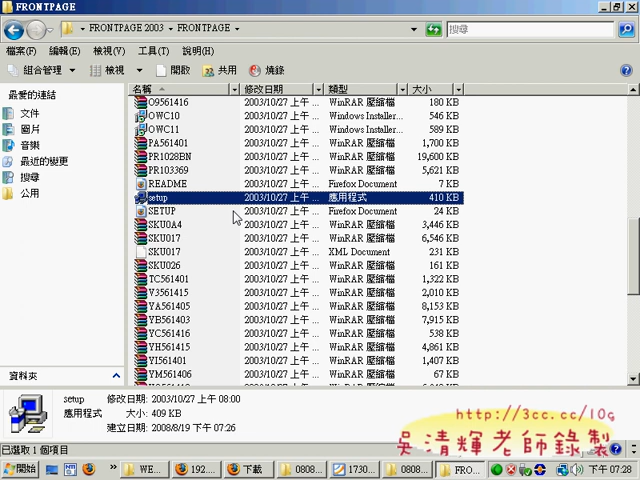 FRONTPAGE
FRONTPAGE 2003 ▸ FRONTPAGE ▸
搜尋
檔案(F) 編輯(E) 檢視(V) 工具(T) 說明(H)
組合管理 檢視 開啟 共用 燒錄
最愛的連結
文件
圖片
音樂
最近的變更
搜尋
公用
資料夾
名稱 修改日期 類型 大小
O9561416 2003/10/27 上午 ... WinRAR 壓縮檔 180 KB
OWC10 2003/10/27 上午 ... Windows Installer... 546 KB
OWC11 2003/10/27 上午 ... Windows Installer... 589 KB
PA561401 2003/10/27 上午 ... WinRAR 壓縮檔 1,700 KB
PR1028BN 2003/10/27 上午 ... WinRAR 壓縮檔 19,600 KB
PR103369 2003/10/27 上午 ... WinRAR 壓縮檔 5,621 KB
README 2003/10/27 上午 ... Firefox Document 7 KB
setup 2003/10/27 上午 ... 應用程式 410 KB
SETUP 2003/10/27 上午 ... Firefox Document 24 KB
SKU0A4 2003/10/27 上午 ... WinRAR 壓縮檔 3,446 KB
SKU017 2003/10/27 上午 ... WinRAR 壓縮檔 6,546 KB
SKU017 2003/10/27 上午 ... XML Document 231 KB
SKU026 2003/10/27 上午 ... WinRAR 壓縮檔 161 KB
TC561401 2003/10/27 上午 ... WinRAR 壓縮檔 1,322 KB
V3561415 2003/10/27 上午 ... WinRAR 壓縮檔 2,010 KB
YA561405 2003/10/27 上午 ... WinRAR 壓縮檔 8,153 KB
YB561403 2003/10/27 上午 ... WinRAR 壓縮檔 7,915 KB
YC561416 2003/10/27 上午 ... WinRAR 壓縮檔 538 KB
YH561415 2003/10/27 上午 ... WinRAR 壓縮檔 4,861 KB
YI561401 2003/10/27 上午 ... WinRAR 壓縮檔 1,407 KB
YM561406 2003/10/27 上午 ... WinRAR 壓縮檔 67 KB
setup 修改日期: 2003/10/27 上午 08:00
應用程式 大小: 409 KB
建立日期: 2008/8/19 下午 07:26
http://3cc.cc/10g
吳清輝老師錄製
已選取 1 個項目
開始 » WE... 192.... 下載 0808... 1730... 0808... FRO... 下午 07:28